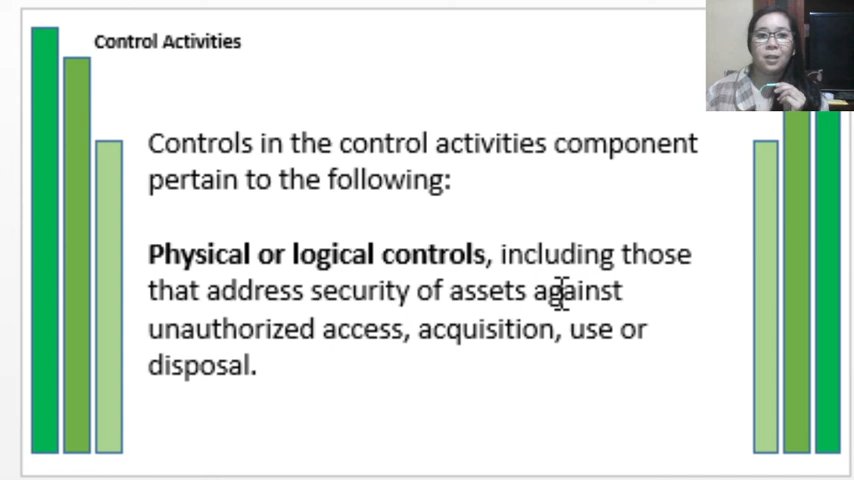 Control Activities
Controls in the control activities component
pertain to the following:
Physical or logical controls, including those
that address security of assets against
unauthorized access, acquisition, use or
disposal.